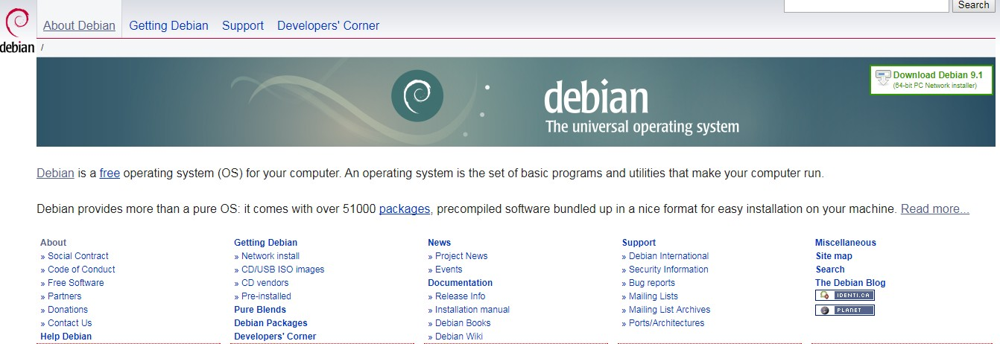 Search
About Debian Getting Debian Support Developers' Corner
debian /
debian
The universal operating system
Download Debian 9.1
(64-bit PC Network installer)
Debian is a free operating system (OS) for your computer. An operating system is the set of basic programs and utilities that make your computer run.
Debian provides more than a pure OS: it comes with over 51000 packages, precompiled software bundled up in a nice format for easy installation on your machine. Read more...
About
» Social Contract
» Code of Conduct
» Free Software
» Partners
» Donations
» Contact Us
Help Debian
Getting Debian
» Network install
» CD/USB ISO images
» CD vendors
» Pre-installed
Pure Blends
Debian Packages
Developers' Corner
News
» Project News
» Events
Documentation
» Release Info
» Installation manual
» Debian Books
» Debian Wiki
Support
» Debian International
» Security Information
» Bug reports
» Mailing Lists
» Mailing List Archives
» Ports/Architectures
Miscellaneous
Site map
Search
The Debian Blog
IDENTI.CA
PLANET